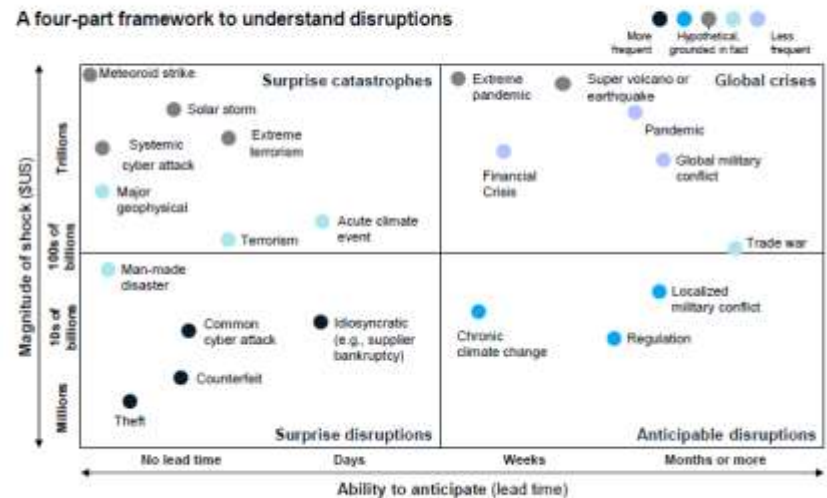 A four-part framework to understand disruptions
More
frequent
Hypothetical,
grounded in fact
Less
frequent
Magnitude of shock ($US)
Trillions
100s of
billions
10s of
billions
Millions
Surprise catastrophes
Meteoroid strike
Solar storm
Systemic
cyber attack
Extreme
terrorism
Major
geophysical
Terrorism
Acute climate
event
Global crises
Extreme
pandemic
Super volcano or
earthquake
Pandemic
Financial
Crisis
Global military
conflict
Trade war
Man-made
disaster
Common
cyber attack
Idiosyncratic
(e.g., supplier
bankruptcy)
Counterfeit
Theft
Surprise disruptions
Chronic
climate change
Localized
military conflict
Regulation
Anticipable disruptions
No lead time
Days
Weeks
Months or more
Ability to anticipate (lead time)